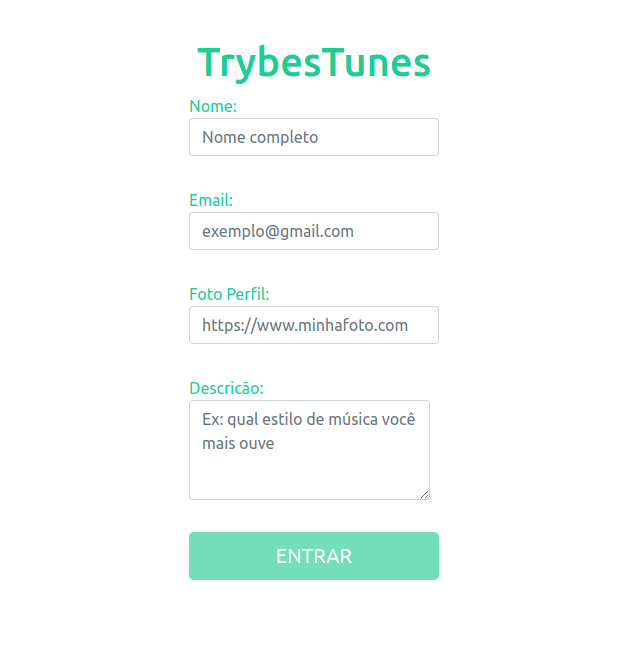 TrybesTunes
Nome:
Nome completo
Email:
exemplo@gmail.com
Foto Perfil:
https://www.minhafoto.com
Descricão:
Ex: qual estilo de música você
mais ouve
ENTRAR